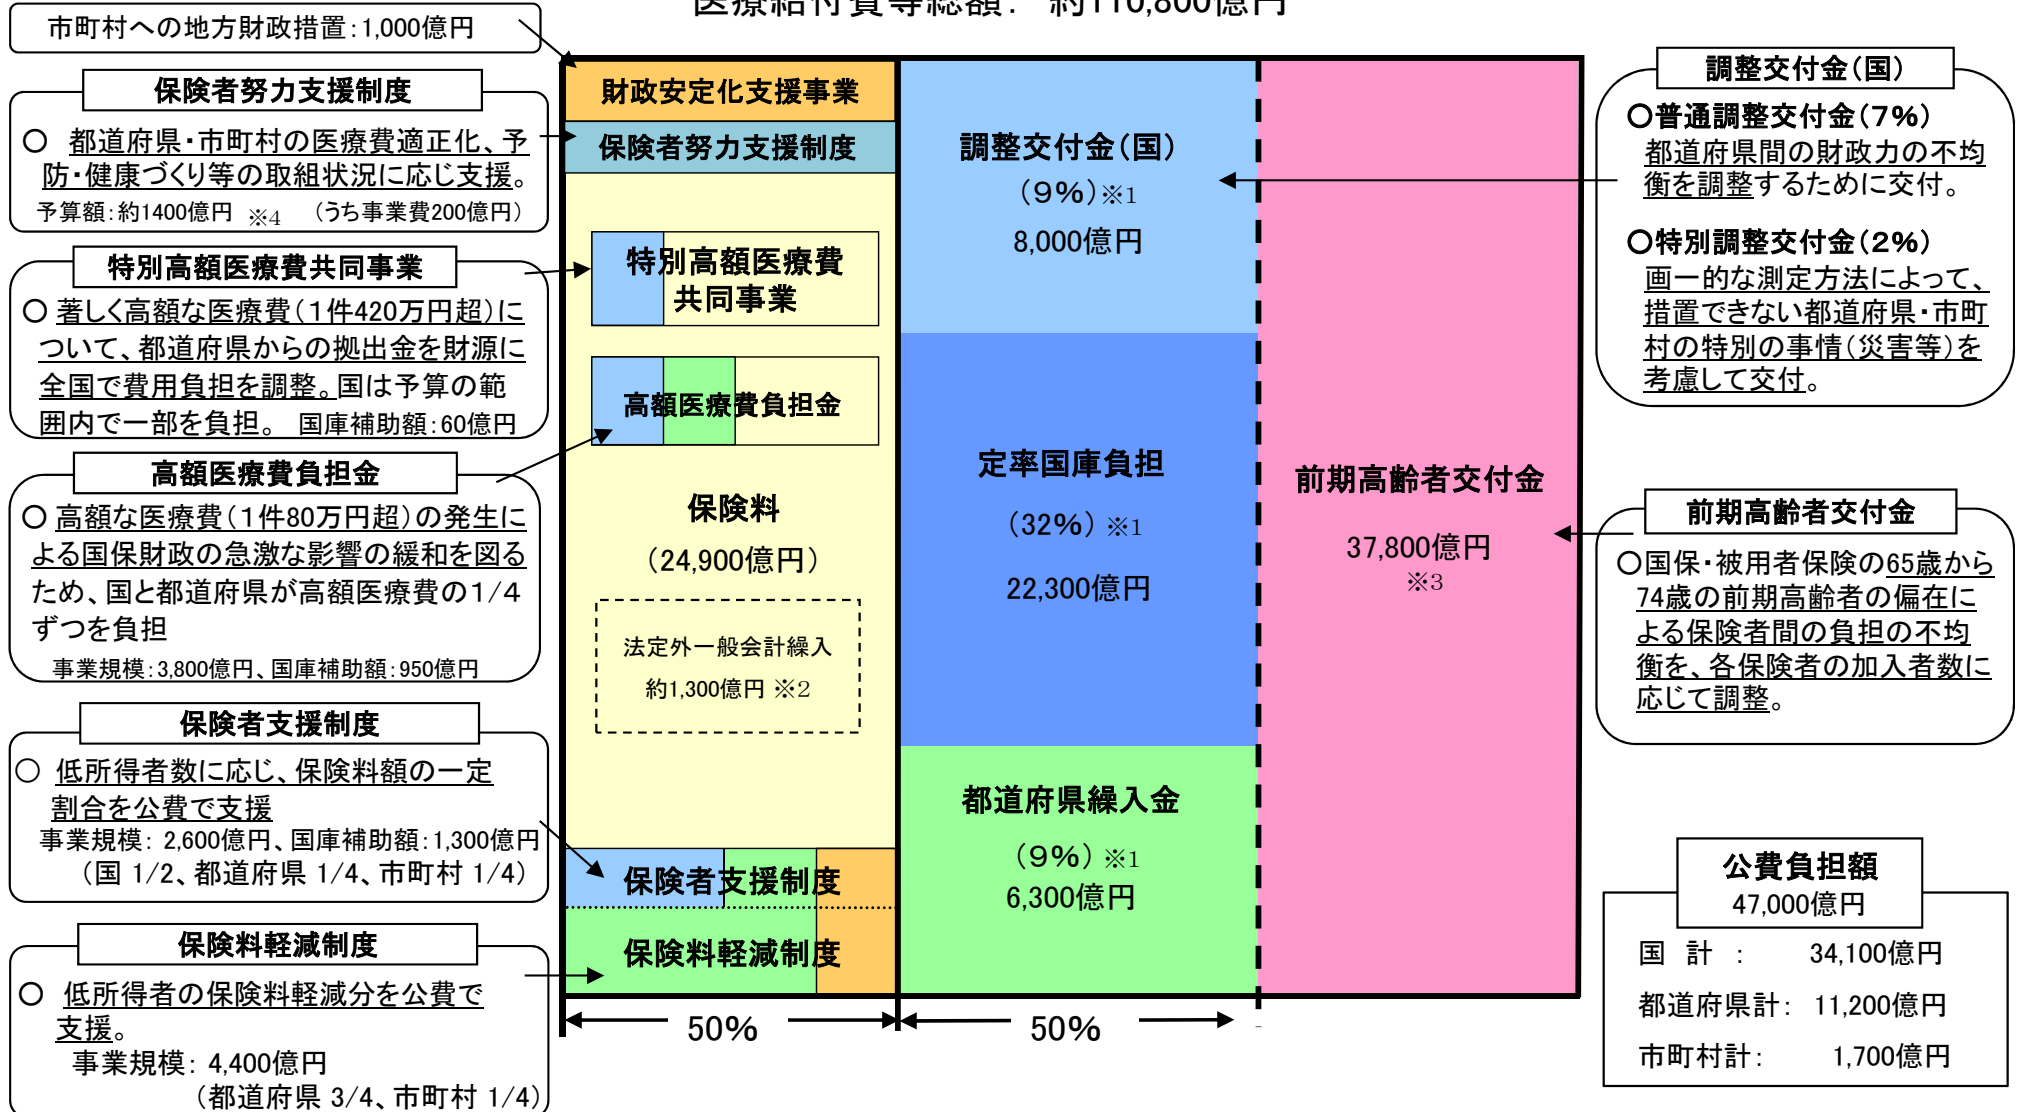 医療給付費等総額： 約110,800億円
市町村への地方財政措置：1,000億円
保険者努力支援制度
○ 都道府県・市町村の医療費適正化、予
防・健康づくり等の取組状況に応じ支援。
予算額：約1400億円 ※4 （うち事業費200億円）
特別高額医療費共同事業
○ 著しく高額な医療費（１件420万円超）に
ついて、都道府県からの拠出金を財源に
全国で費用負担を調整。国は予算の範
囲内で一部を負担。 国庫補助額：60億円
高額医療費負担金
○ 高額な医療費（１件80万円超）の発生に
よる国保財政の急激な影響の緩和を図る
ため、国と都道府県が高額医療費の１／４
ずつを負担
事業規模：3,800億円、国庫補助額：950億円
保険者支援制度
○ 低所得者数に応じ、保険料額の一定
割合を公費で支援
事業規模： 2,600億円、国庫補助額：1,300億円
（国 1/2、都道府県 1/4、市町村 1/4）
保険料軽減制度
○ 低所得者の保険料軽減分を公費で
支援。
事業規模： 4,400億円
（都道府県 3/4、市町村 1/4）
財政安定化支援事業
保険者努力支援制度
特別高額医療費
共同事業
高額医療費負担金
保険料
（24,900億円）
法定外一般会計繰入
約1,300億円 ※2
保険者支援制度
保険料軽減制度
50%
調整交付金（国）
（９％）※1
8,000億円
定率国庫負担
（32%）※1
22,300億円
都道府県繰入金
（９％）※1
6,300億円
50%
前期高齢者交付金
37,800億円
※3
調整交付金（国）
○普通調整交付金（７％）
都道府県間の財政力の不均
衡を調整するために交付。
○特別調整交付金（２％）
画一的な測定方法によって、
措置できない都道府県・市町
村の特別の事情（災害等）を
考慮して交付。
前期高齢者交付金
○国保・被用者保険の65歳から
74歳の前期高齢者の偏在に
よる保険者間の負担の不均
衡を、各保険者の加入者数に
応じて調整。
公費負担額
47,000億円
国 計 ： 34,100億円
都道府県計： 11,200億円
市町村計： 1,700億円